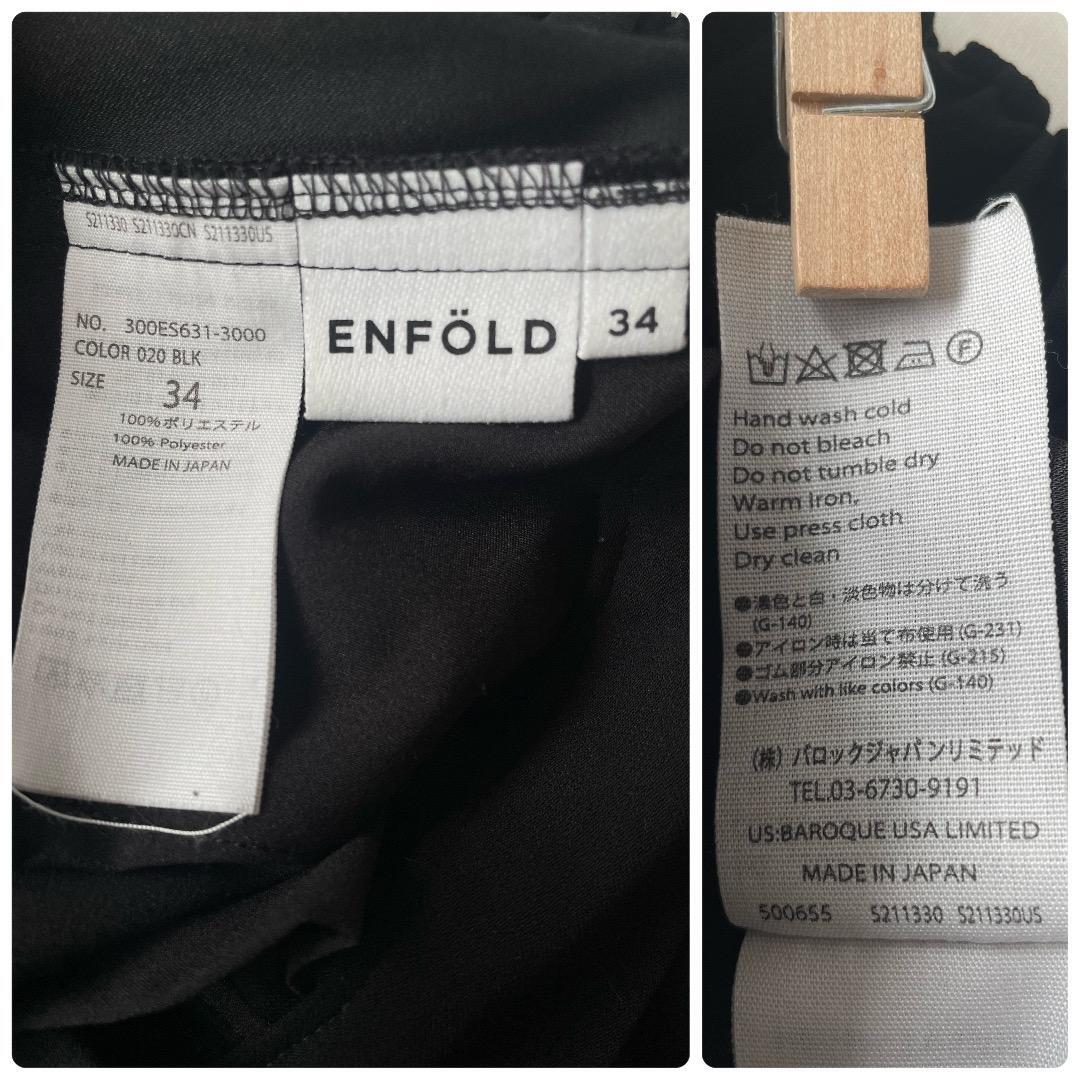 S211330 S211330CN S211330US
NO. 300ES631-3000
COLOR 020 BLK
SIZE 34
100%ポリエステル
100% Polyester
MADE IN JAPAN
ENFÖLD
34
F
Hand wash cold
Do not bleach
Do not tumble dry
Warm iron,
Use press cloth
Dry clean
●濃色と白・淡色物は分けて洗う
(G-140)
●アイロン時は当て布使用 (G-231)
●ゴム部分アイロン禁止 (G-215)
●Wash with like colors (G-140)
(株) バロックジャパンリミテッド
TEL.03-6730-9191
US:BAROQUE USA LIMITED
MADE IN JAPAN
500655 S211330 S211330US